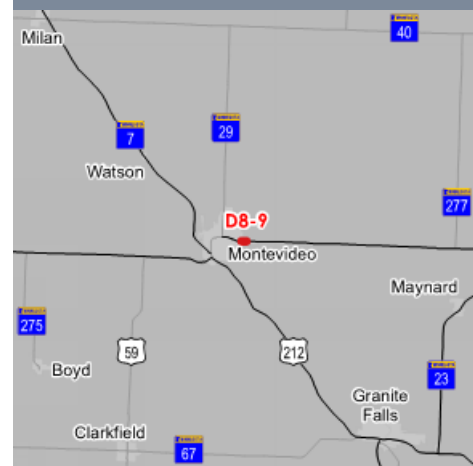 Milan
40
7
29
Watson
277
D8-9
Montevideo
Maynard
275
59
212
Boyd
23
Granite
Falls
Clarkfield
67